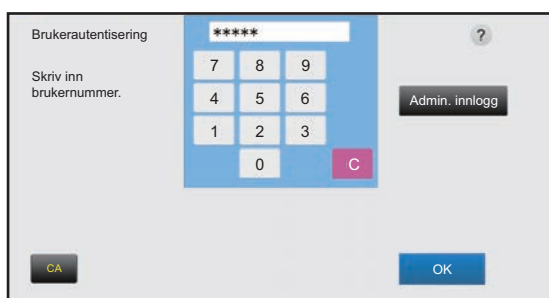 Brukerautentisering
*****
?
Skriv inn
brukernummer.
7 8 9
4 5 6
1 2 3
0 C
Admin. innlogg
CA
OK